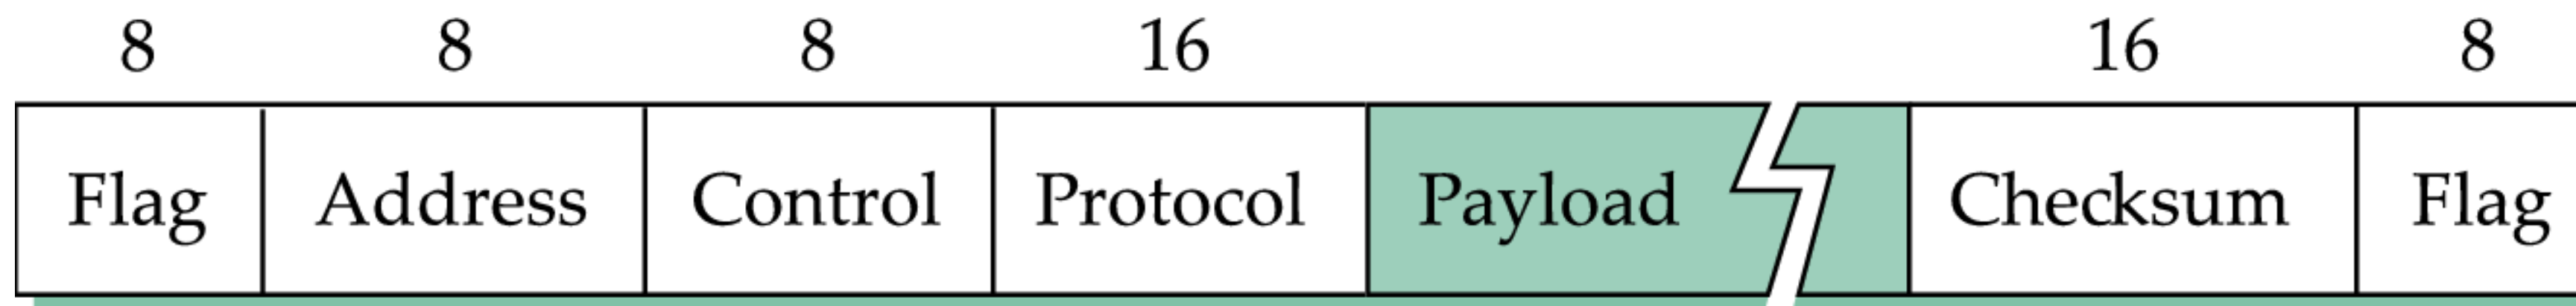 8 8 8 16 16 8
Flag Address Control Protocol Payload Checksum Flag